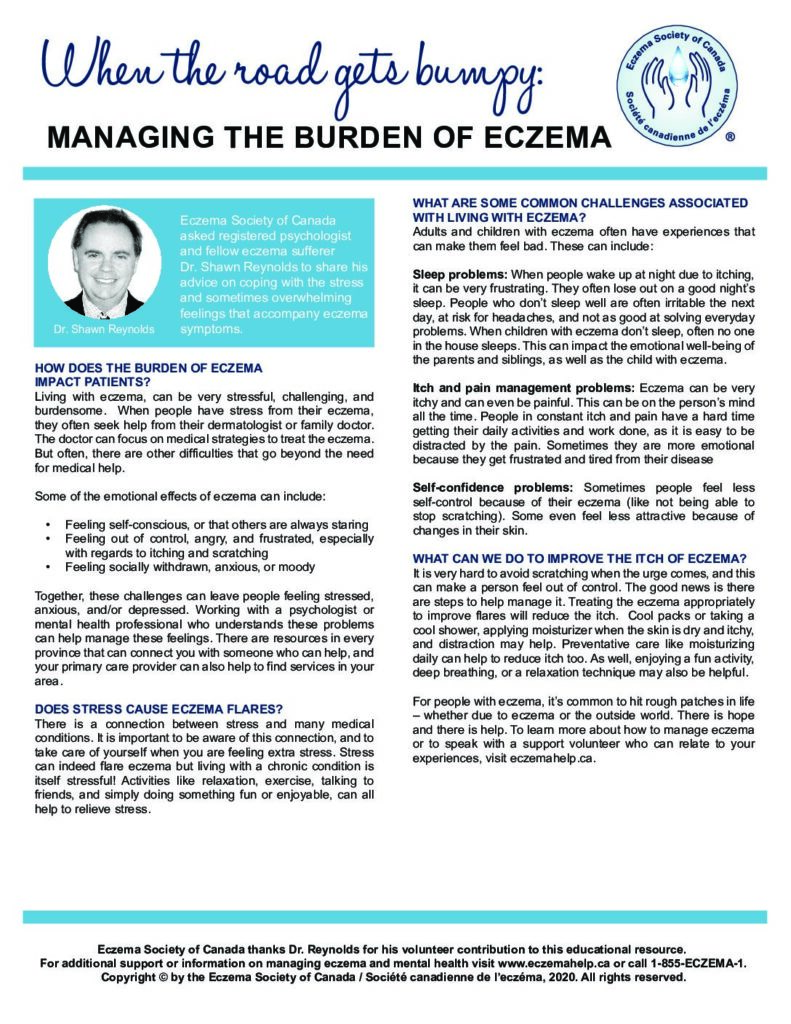 When the road gets bumpy:
MANAGING THE BURDEN OF ECZEMA
Eczema Society of Canada
Société canadienne de l'eczéma
®
Eczema Society of Canada
asked registered psychologist
and fellow eczema sufferer
Dr. Shawn Reynolds to share his
advice on coping with the stress
and sometimes overwhelming
feelings that accompany eczema
symptoms.
Dr. Shawn Reynolds
HOW DOES THE BURDEN OF ECZEMA
IMPACT PATIENTS?
Living with eczema, can be very stressful, challenging, and
burdensome. When people have stress from their eczema,
they often seek help from their dermatologist or family doctor.
The doctor can focus on medical strategies to treat the eczema.
But often, there are other difficulties that go beyond the need
for medical help.
Some of the emotional effects of eczema can include:
• Feeling self-conscious, or that others are always staring
• Feeling out of control, angry, and frustrated, especially
with regards to itching and scratching
• Feeling socially withdrawn, anxious, or moody
Together, these challenges can leave people feeling stressed,
anxious, and/or depressed. Working with a psychologist or
mental health professional who understands these problems
can help manage these feelings. There are resources in every
province that can connect you with someone who can help, and
your primary care provider can also help to find services in your
area.
DOES STRESS CAUSE ECZEMA FLARES?
There is a connection between stress and many medical
conditions. It is important to be aware of this connection, and to
take care of yourself when you are feeling extra stress. Stress
can indeed flare eczema but living with a chronic condition is
itself stressful! Activities like relaxation, exercise, talking to
friends, and simply doing something fun or enjoyable, can all
help to relieve stress.
WHAT ARE SOME COMMON CHALLENGES ASSOCIATED
WITH LIVING WITH ECZEMA?
Adults and children with eczema often have experiences that
can make them feel bad. These can include:
Sleep problems: When people wake up at night due to itching,
it can be very frustrating. They often lose out on a good night's
sleep. People who don't sleep well are often irritable the next
day, at risk for headaches, and not as good at solving everyday
problems. When children with eczema don't sleep, often no one
in the house sleeps. This can impact the emotional well-being of
the parents and siblings, as well as the child with eczema.
Itch and pain management problems: Eczema can be very
itchy and can even be painful. This can be on the person's mind
all the time. People in constant itch and pain have a hard time
getting their daily activities and work done, as it is easy to be
distracted by the pain. Sometimes they are more emotional
because they get frustrated and tired from their disease
Self-confidence problems: Sometimes people feel less
self-control because of their eczema (like not being able to
stop scratching). Some even feel less attractive because of
changes in their skin.
WHAT CAN WE DO TO IMPROVE THE ITCH OF ECZEMA?
It is very hard to avoid scratching when the urge comes, and this
can make a person feel out of control. The good news is there
are steps to help manage it. Treating the eczema appropriately
to improve flares will reduce the itch. Cool packs or taking a
cool shower, applying moisturizer when the skin is dry and itchy,
and distraction may help. Preventative care like moisturizing
daily can help to reduce itch too. As well, enjoying a fun activity,
deep breathing, or a relaxation technique may also be helpful.
For people with eczema, it's common to hit rough patches in life
– whether due to eczema or the outside world. There is hope
and there is help. To learn more about how to manage eczema
or to speak with a support volunteer who can relate to your
experiences, visit eczemahelp.ca.
Eczema Society of Canada thanks Dr. Reynolds for his volunteer contribution to this educational resource.
For additional support or information on managing eczema and mental health visit www.eczemahelp.ca or call 1-855-ECZEMA-1.
Copyright © by the Eczema Society of Canada / Société canadienne de l'eczéma, 2020. All rights reserved.